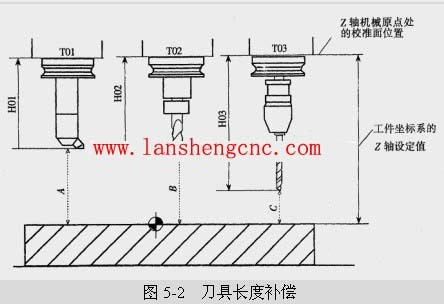 T01
T02
T03
Z 轴机械原点处
的校准面位置
H01
H02
H03
工件坐标系的
Z 轴设定值
www.lanshengcnc.com
A
B
C
图 5-2 刀具长度补偿